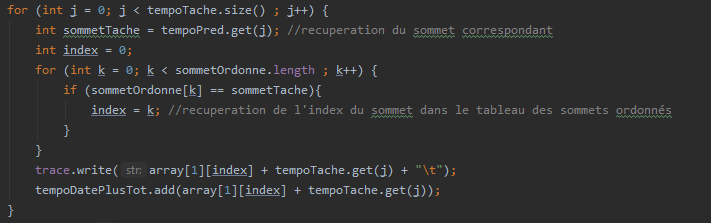 for (int j = 0; j < tempoTache.size() ; j++) {
    int sommetTache = tempoPred.get(j); //recuperation du sommet correspondant
    int index = 0;
    for (int k = 0; k < sommetOrdonne.length ; k++) {
        if (sommetOrdonne[k] == sommetTache){
            index = k; //recuperation de l'index du sommet dans le tableau des sommets ordonnés
        }
    }
    trace.write( str: array[1][index] + tempoTache.get(j) + "\t");
    tempoDatePlusTot.add(array[1][index] + tempoTache.get(j));
}